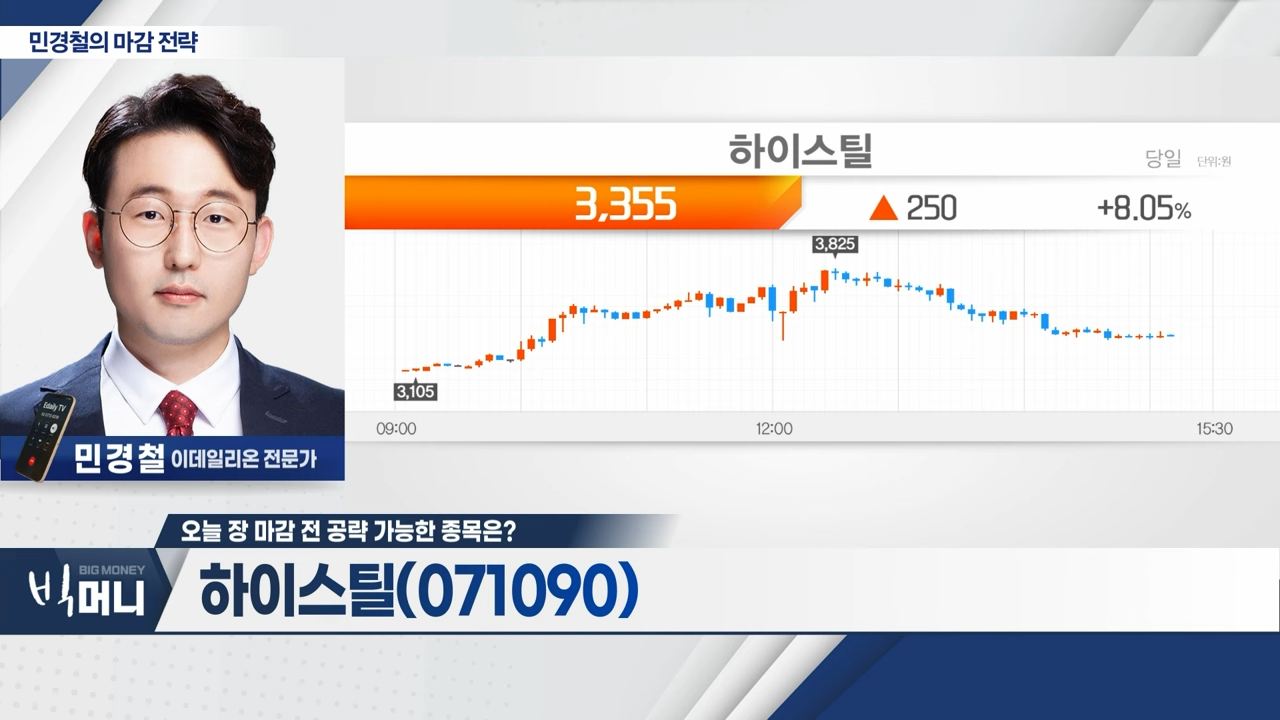 민경철의 마감 전략
하이스틸
당일 단위:원
3,355 ▲ 250 +8.05%
3,825
3,105
09:00 12:00 15:30
Edaily TV
민경철 이데일리온 전문가
오늘 장 마감 전 공략 가능한 종목은?
BIG MONEY
빅머니
하이스틸(071090)